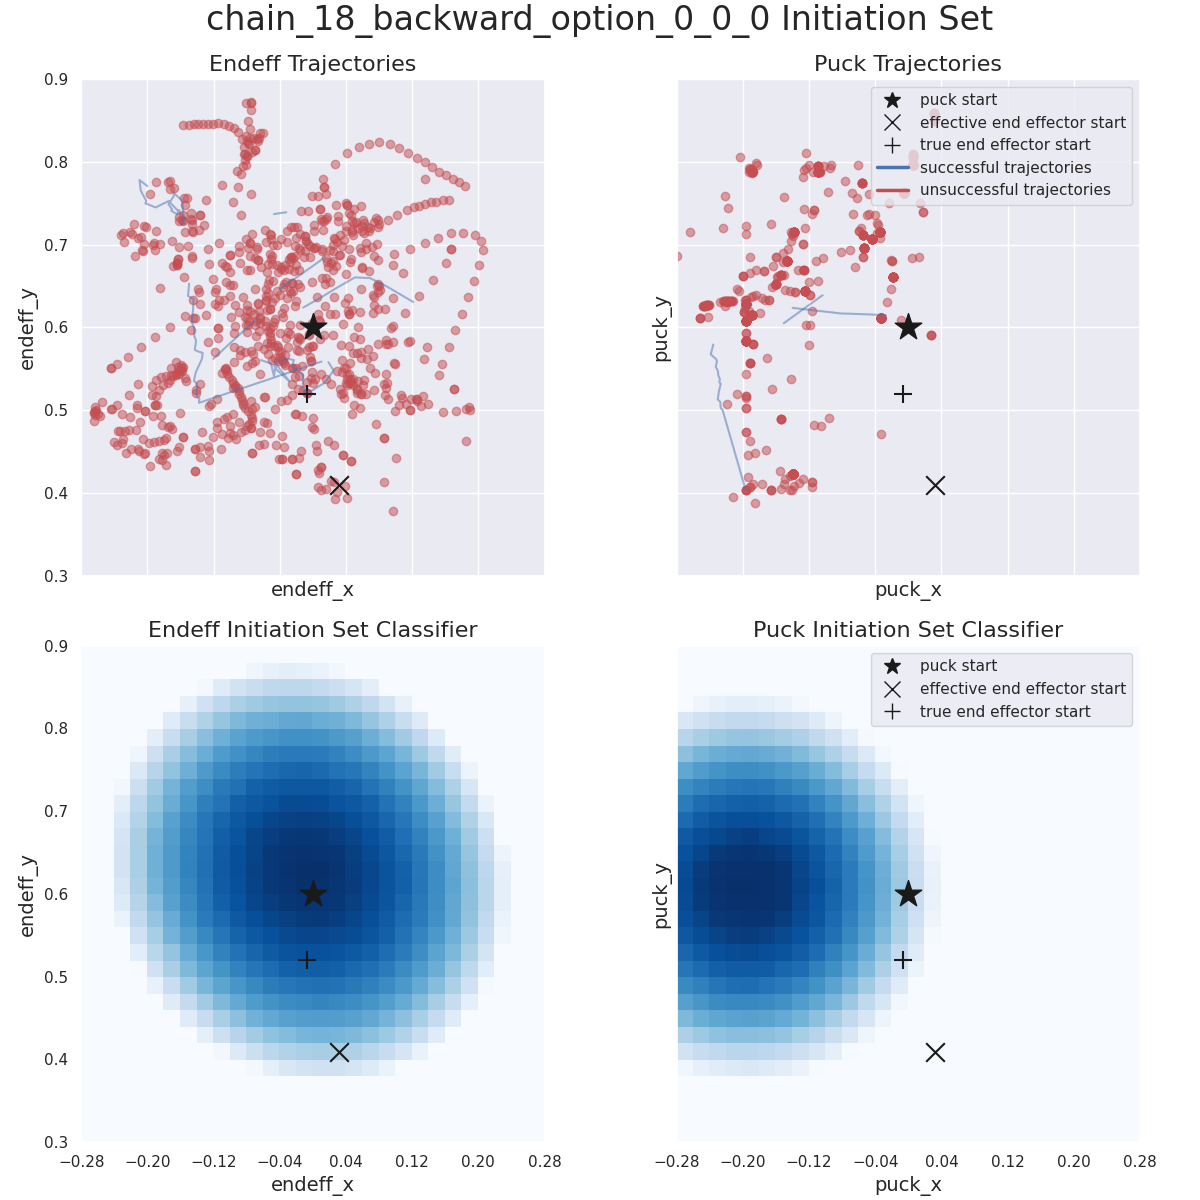 chain_18_backward_option_0_0_0 Initiation Set
Endeff Trajectories
0.9
0.8
0.7
0.6
0.5
0.4
0.3
endeff_y
endeff_x
Puck Trajectories
puck start
effective end effector start
true end effector start
successful trajectories
unsuccessful trajectories
puck_y
puck_x
Endeff Initiation Set Classifier
0.9
0.8
0.7
0.6
0.5
0.4
0.3
endeff_y
−0.28 −0.20 −0.12 −0.04 0.04 0.12 0.20 0.28
endeff_x
Puck Initiation Set Classifier
puck start
effective end effector start
true end effector start
puck_y
−0.28 −0.20 −0.12 −0.04 0.04 0.12 0.20 0.28
puck_x